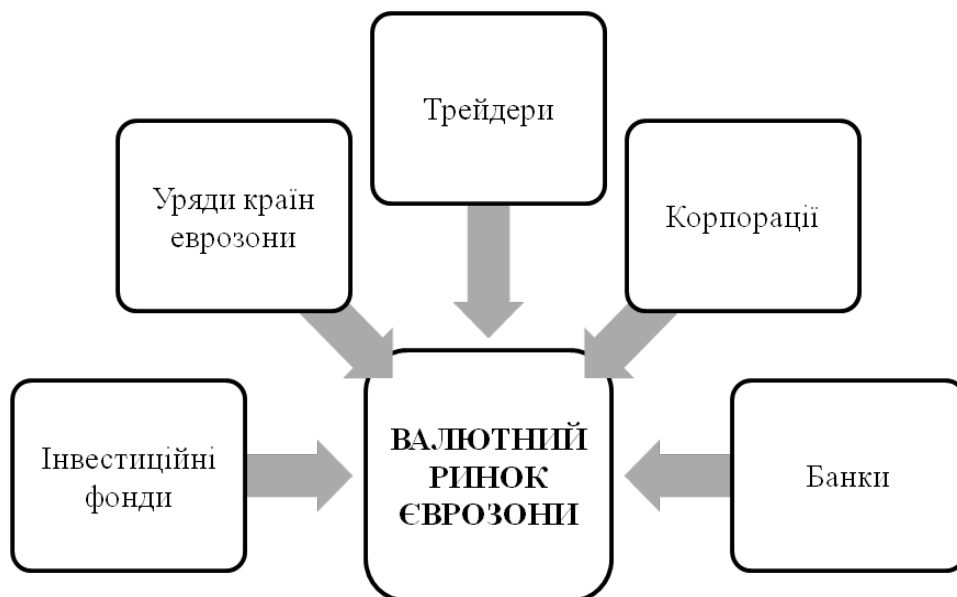 Трейдери
Уряди країн
еврозони
Корпорації
Інвестиційні
фонди
ВАЛЮТНИЙ
РИНОК
ЄВРОЗОНИ
Банки